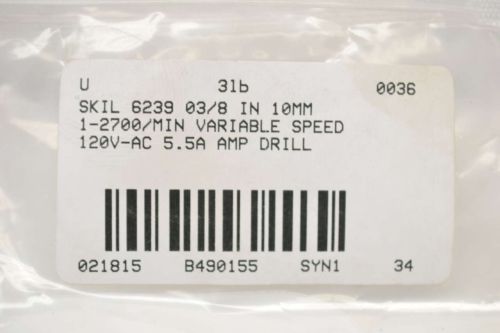 U 3lb 0036
SKIL 6239 03/8 IN 10MM
1-2700/MIN VARIABLE SPEED
120V-AC 5.5A AMP DRILL
021815 B490155 SYN1 34